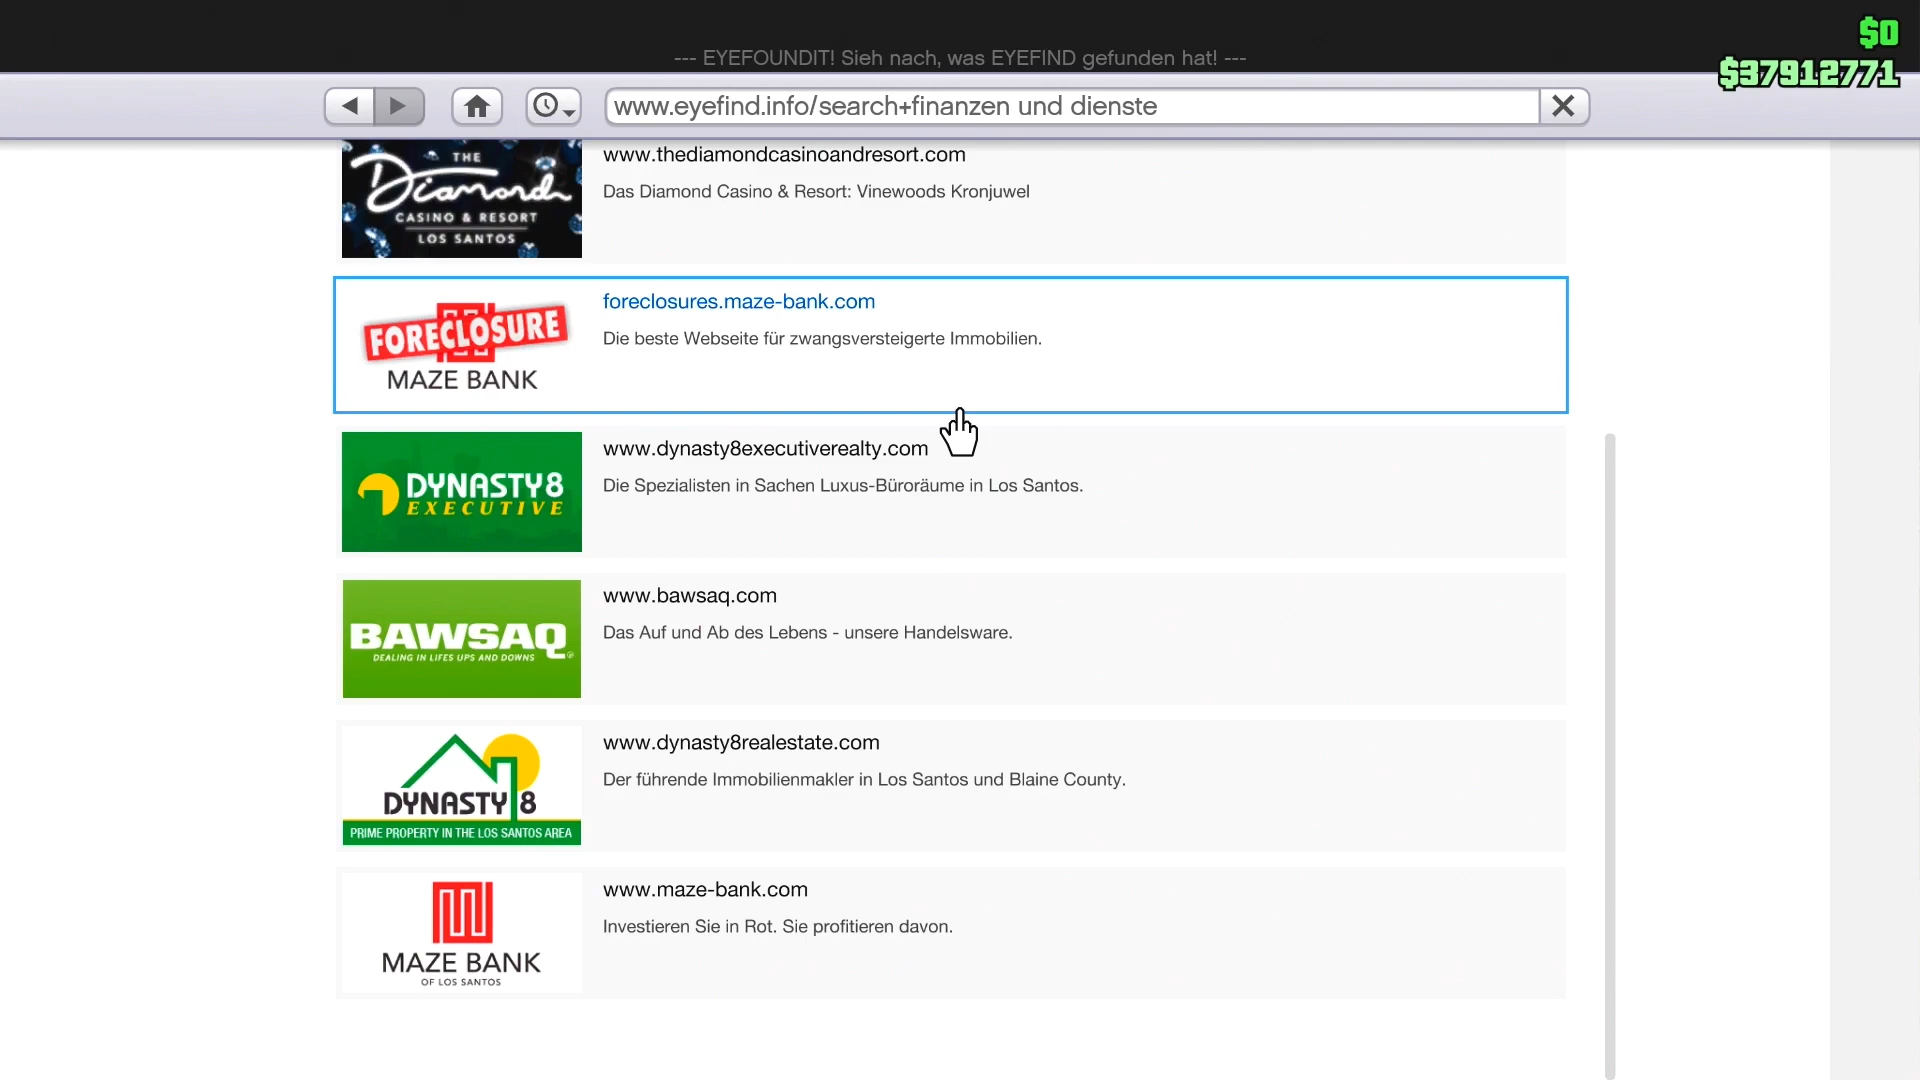 $0
--- EYEFOUNDIT! Sieh nach, was EYEFIND gefunden hat! ---
$37912771
www.eyefind.info/search+finanzen und dienste
THE
Diamond
CASINO & RESORT
LOS SANTOS
www.thediamondcasinoandresort.com
Das Diamond Casino & Resort: Vinewoods Kronjuwel
FORECLOSURE
MAZE BANK
foreclosures.maze-bank.com
Die beste Webseite für zwangsversteigerte Immobilien.
DYNASTY8
EXECUTIVE
www.dynasty8executiverealty.com
Die Spezialisten in Sachen Luxus-Büroräume in Los Santos.
BAWSAQ
DEALING IN LIFES UPS AND DOWNS
www.bawsaq.com
Das Auf und Ab des Lebens - unsere Handelsware.
DYNASTY 8
PRIME PROPERTY IN THE LOS SANTOS AREA
www.dynasty8realestate.com
Der führende Immobilienmakler in Los Santos und Blaine County.
MAZE BANK
OF LOS SANTOS
www.maze-bank.com
Investieren Sie in Rot. Sie profitieren davon.